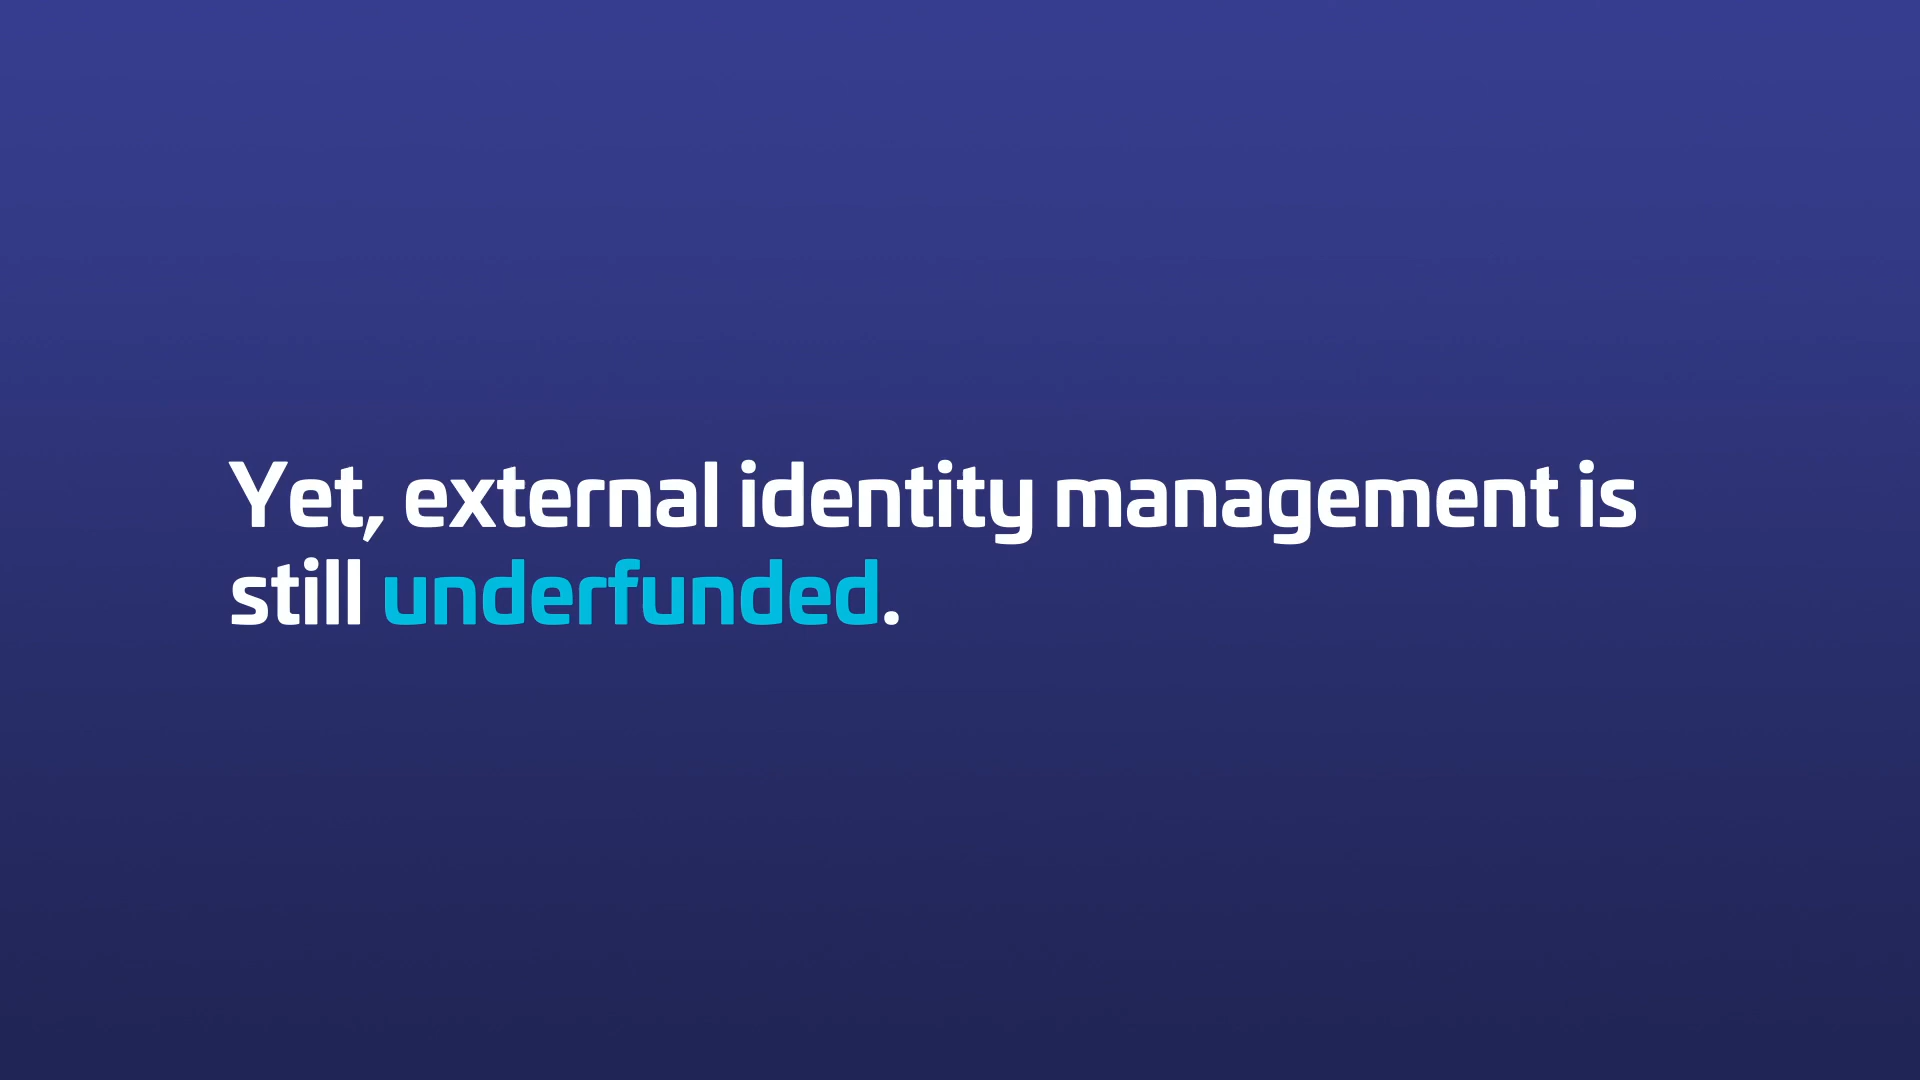 Yet, external identity management is
still underfunded.